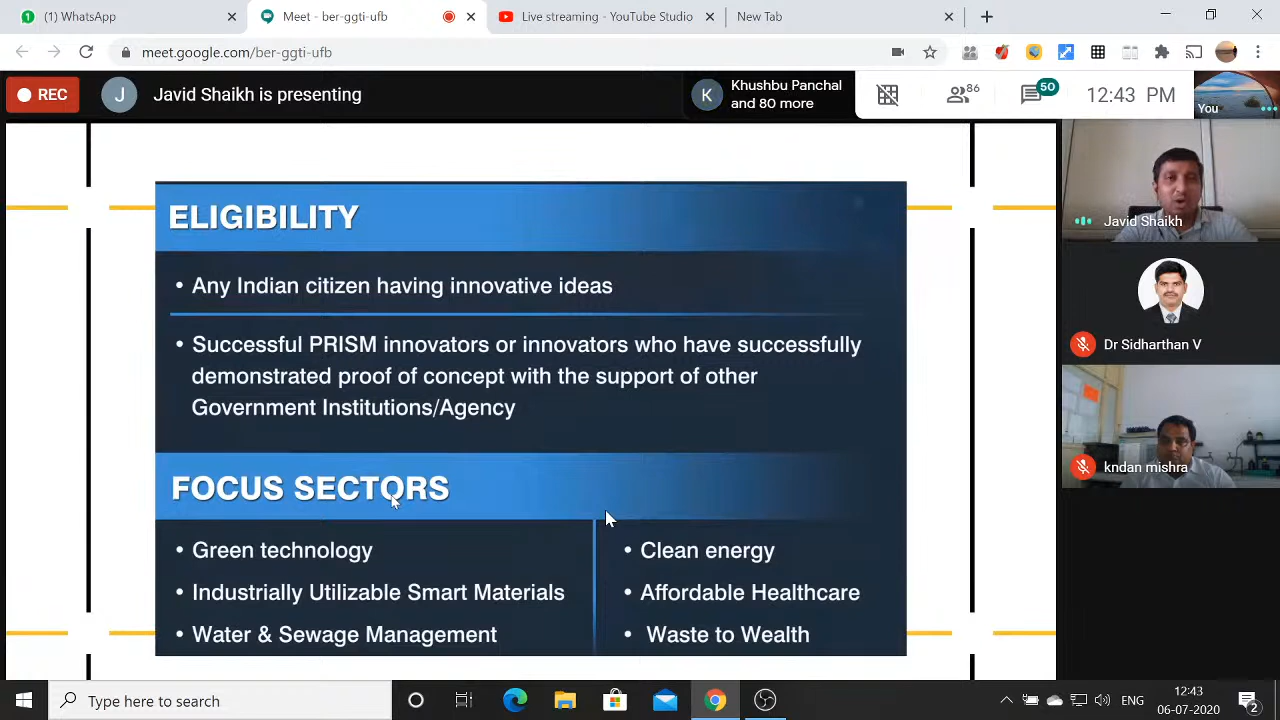 (1) WhatsApp
Meet - ber-ggti-ufb
Live streaming - YouTube Studio
New Tab
meet.google.com/ber-ggti-ufb
REC
J
Javid Shaikh is presenting
K
Khushbu Panchal
and 80 more
86
50
12:43 PM
You
ELIGIBILITY
• Any Indian citizen having innovative ideas
• Successful PRISM innovators or innovators who have successfully
demonstrated proof of concept with the support of other
Government Institutions/Agency
FOCUS SECTORS
• Green technology
• Industrially Utilizable Smart Materials
• Water & Sewage Management
• Clean energy
• Affordable Healthcare
• Waste to Wealth
Javid Shaikh
Dr Sidharthan V
kndan mishra
Type here to search
ENG
12:43
06-07-2020
2